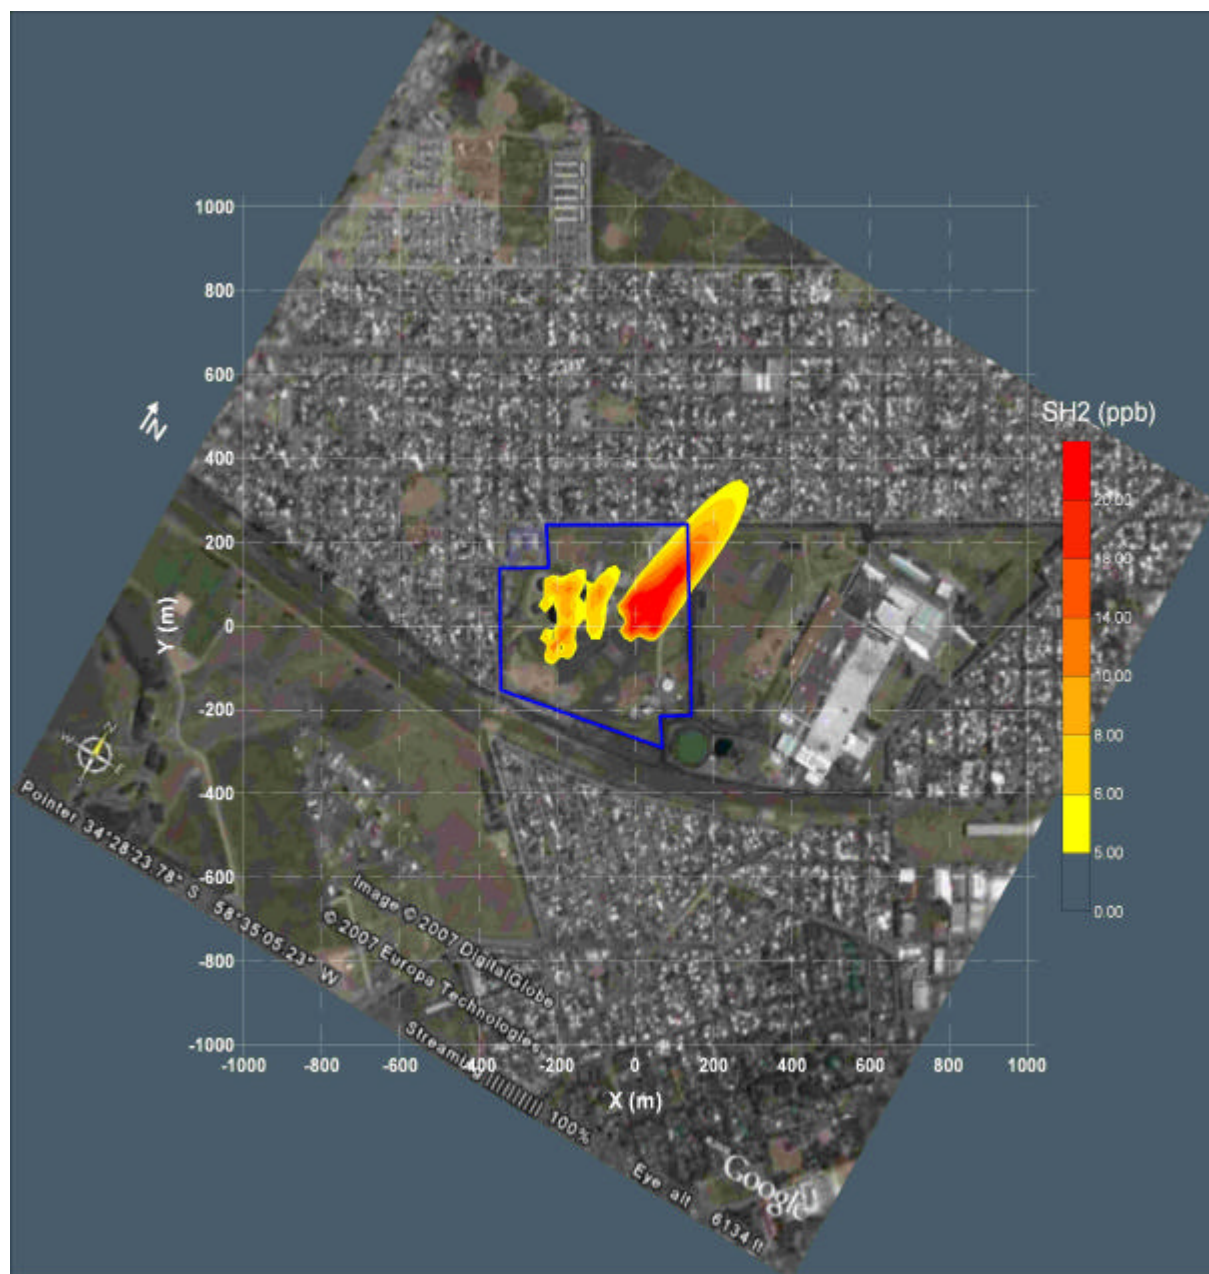 1000
800
600
400
200
0
-200
-400
-600
-800
-1000
Y (m)
-1000 -800 -600 -400 -200 0 200 400 600 800 1000
X (m)
N
SH2 (ppb)
20.00
18.00
14.00
10.00
8.00
6.00
5.00
0.00
N
W
E
Pointer 34°28'23.78" S 58°35'05.23" W
Image © 2007 DigitalGlobe
© 2007 Europa Technologies
Streaming |||||||||| 100%
Eye alt 6134 ft
Google